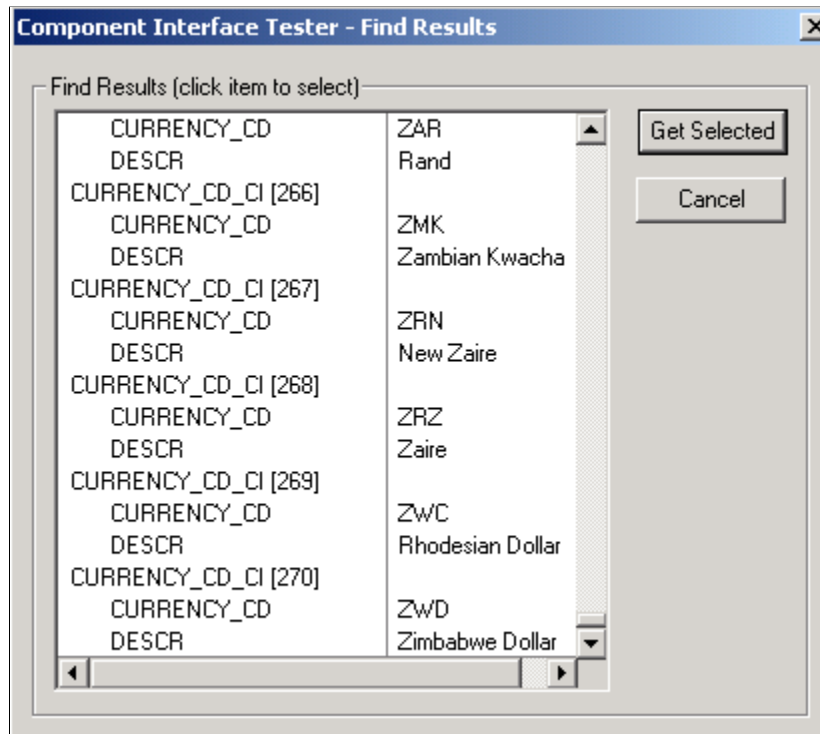 Component Interface Tester - Find Results
Find Results (click item to select)
CURRENCY_CD ZAR
DESCR Rand
CURRENCY_CD_CI [266]
CURRENCY_CD ZMK
DESCR Zambian Kwacha
CURRENCY_CD_CI [267]
CURRENCY_CD ZRN
DESCR New Zaire
CURRENCY_CD_CI [268]
CURRENCY_CD ZRZ
DESCR Zaire
CURRENCY_CD_CI [269]
CURRENCY_CD ZWC
DESCR Rhodesian Dollar
CURRENCY_CD_CI [270]
CURRENCY_CD ZWD
DESCR Zimbabwe Dollar
Get Selected
Cancel